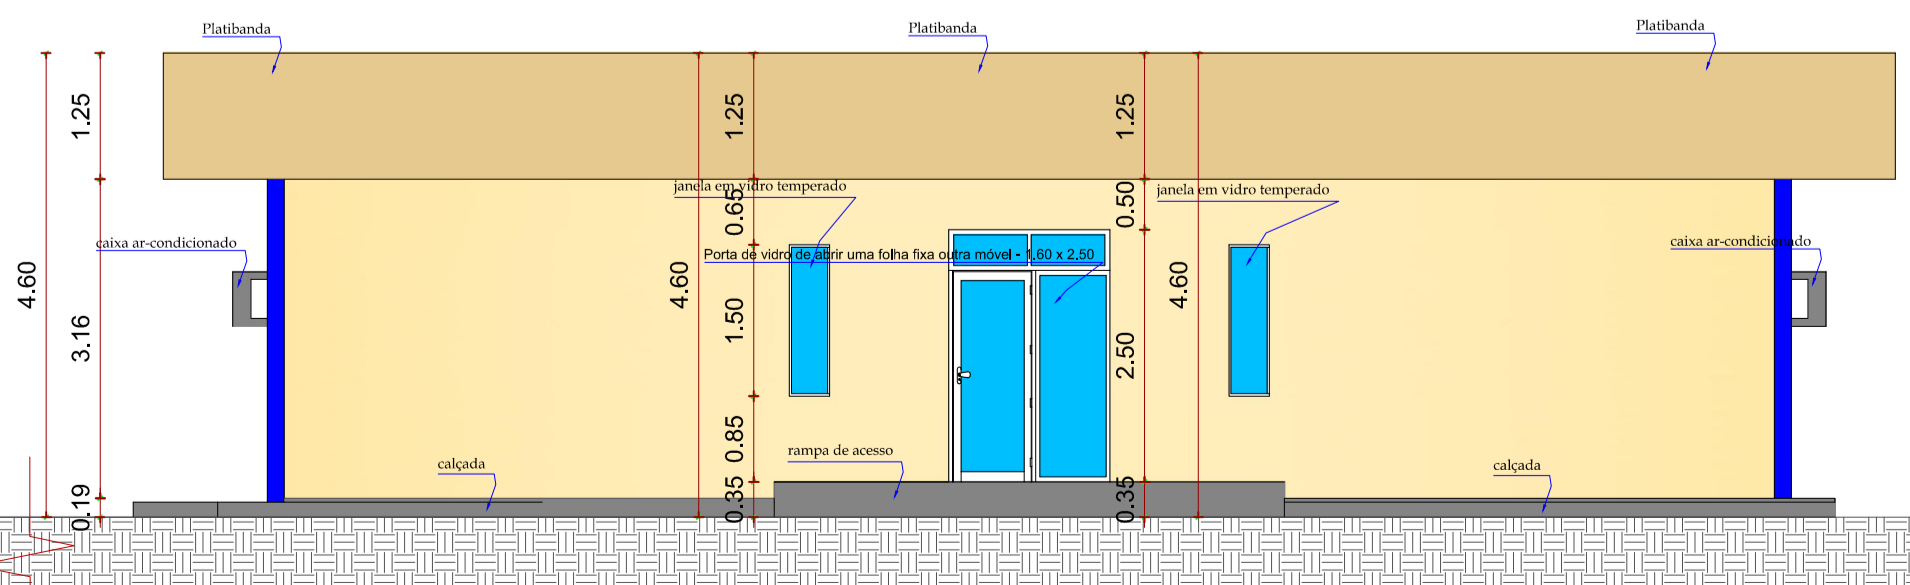 Platibanda
Platibanda
Platibanda
1.25
1.25
1.25
janela em vidro temperado
janela em vidro temperado
0.65
0.50
caixa ar-condicionado
caixa ar-condicionado
Porta de vidro de abrir uma folha fixa outra móvel - 1.60 x 2.50
4.60
4.60
4.60
3.16
1.50
2.50
0.85
rampa de acesso
calçada
calçada
0.19
0.35
0.35